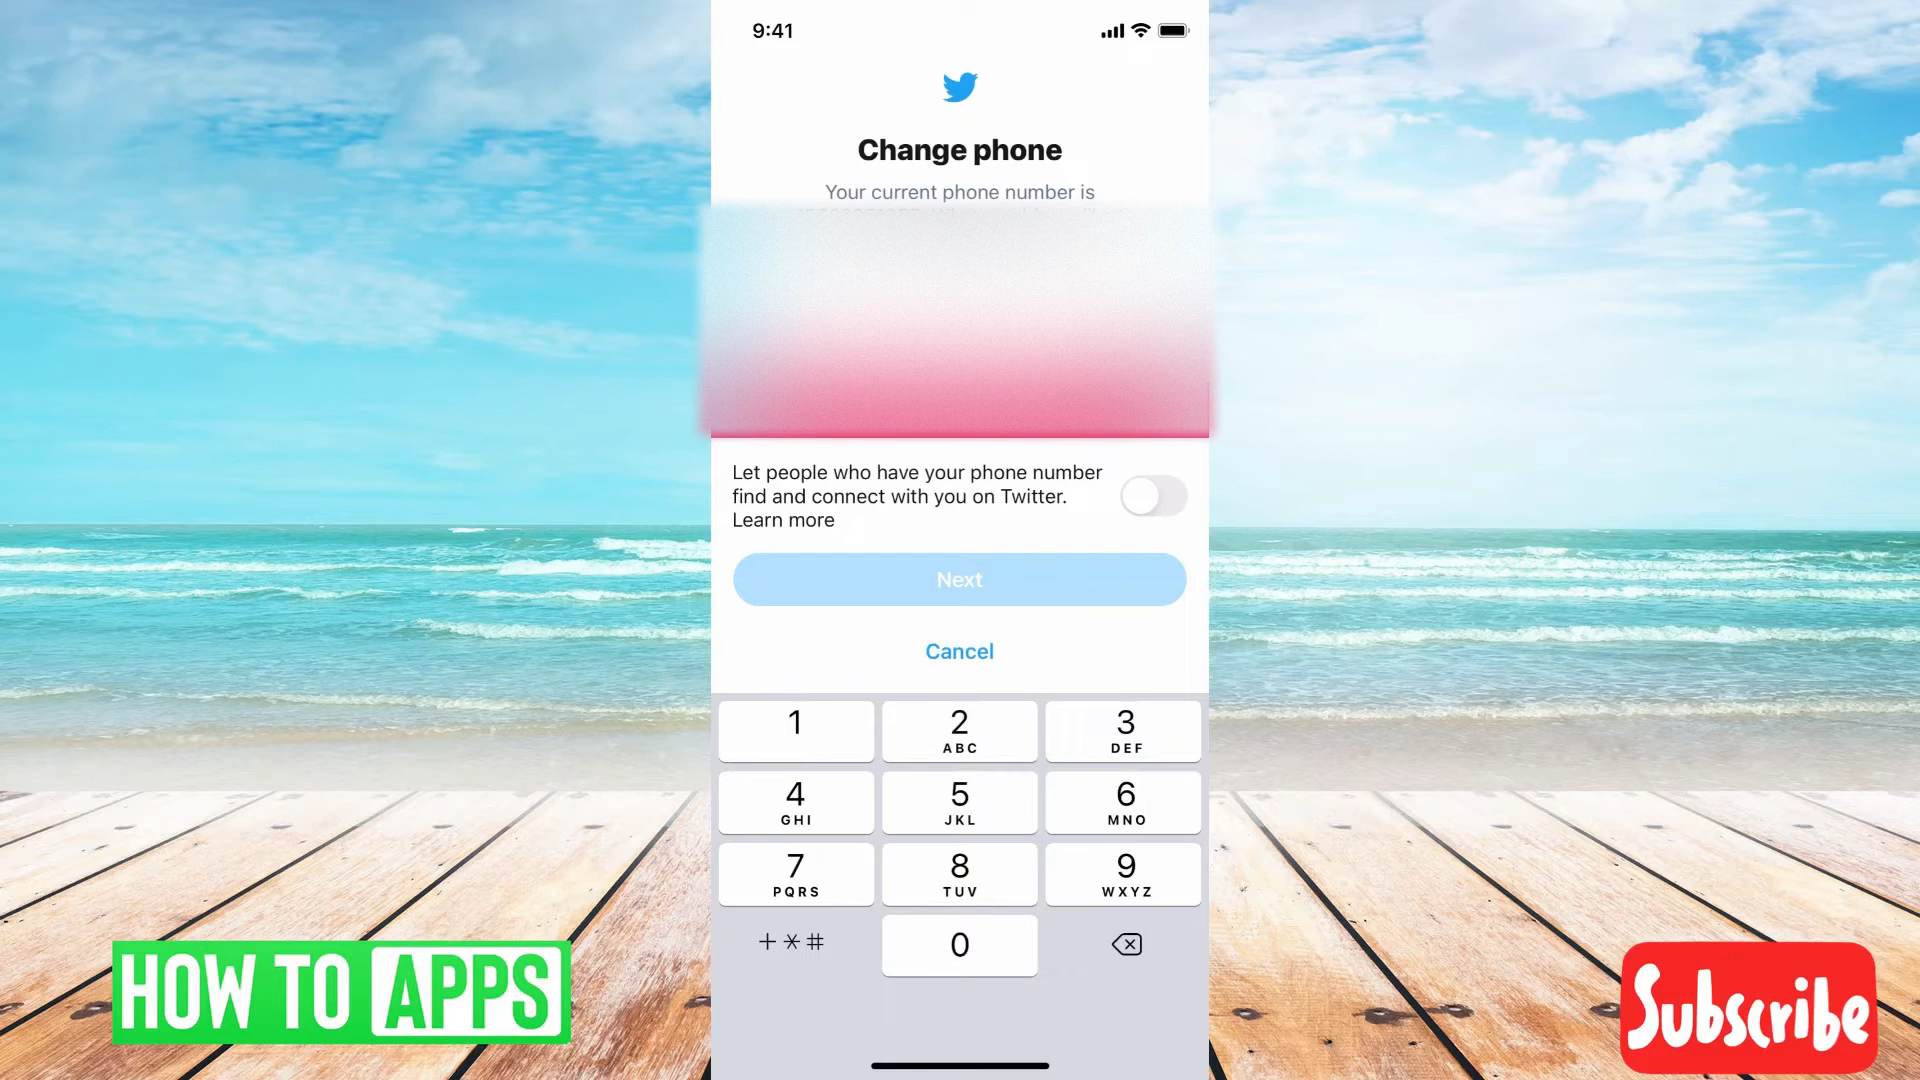 9:41
Change phone
Your current phone number is
Let people who have your phone number
find and connect with you on Twitter.
Learn more
Next
Cancel
1
2
ABC
3
DEF
4
GHI
5
JKL
6
MNO
7
PQRS
8
TUV
9
WXYZ
+*#
0
HOW TO APPS
Subscribe